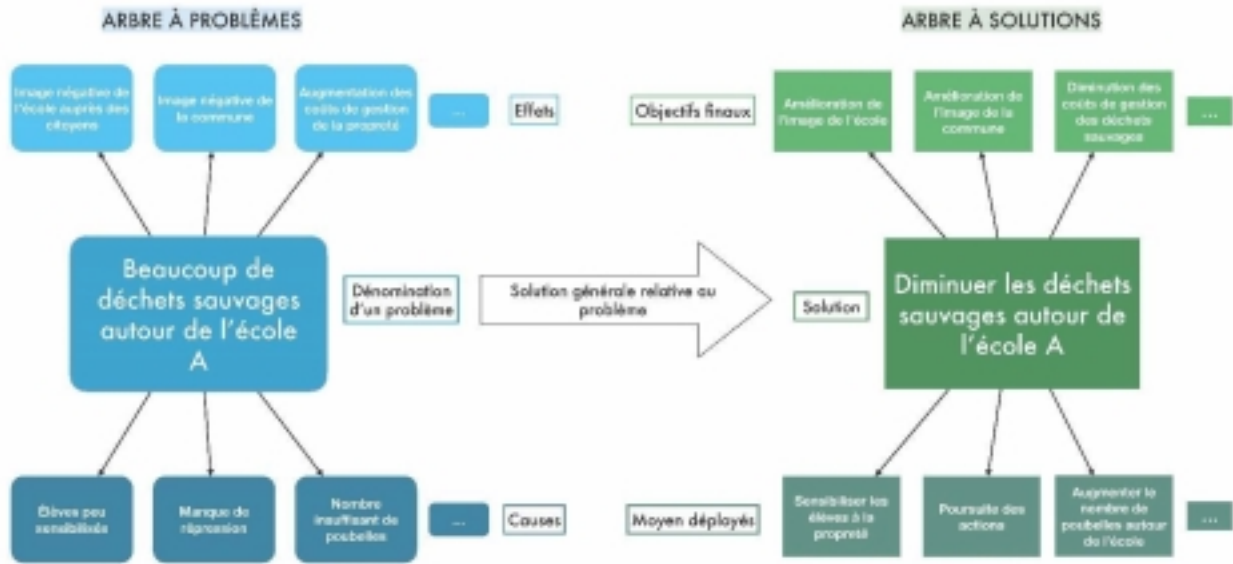 ARBRE À PROBLÈMES
ARBRE À SOLUTIONS
Image négative de
l'école auprès des
citoyens
Image négative de
la commune
Augmentation des
coûts de gestion
de la propreté
...
Effets
Objectifs finaux
Amélioration de
l'image de l'école
Amélioration de
l'image de la
commune
Diminution des
coûts de gestion
des déchets
sauvages
...
Beaucoup de
déchets sauvages
autour de l'école
A
Dénomination
d'un problème
Solution générale relative au
problème
Solution
Diminuer les déchets
sauvages autour de
l'école A
Élèves peu
sensibilisés
Manque de
répression
Nombre
insuffisant de
poubelles
...
Causes
Moyen déployés
Sensibiliser les
élèves à la
propreté
Poursuite des
actions
Augmenter le
nombre de
poubelles autour
de l'école
...